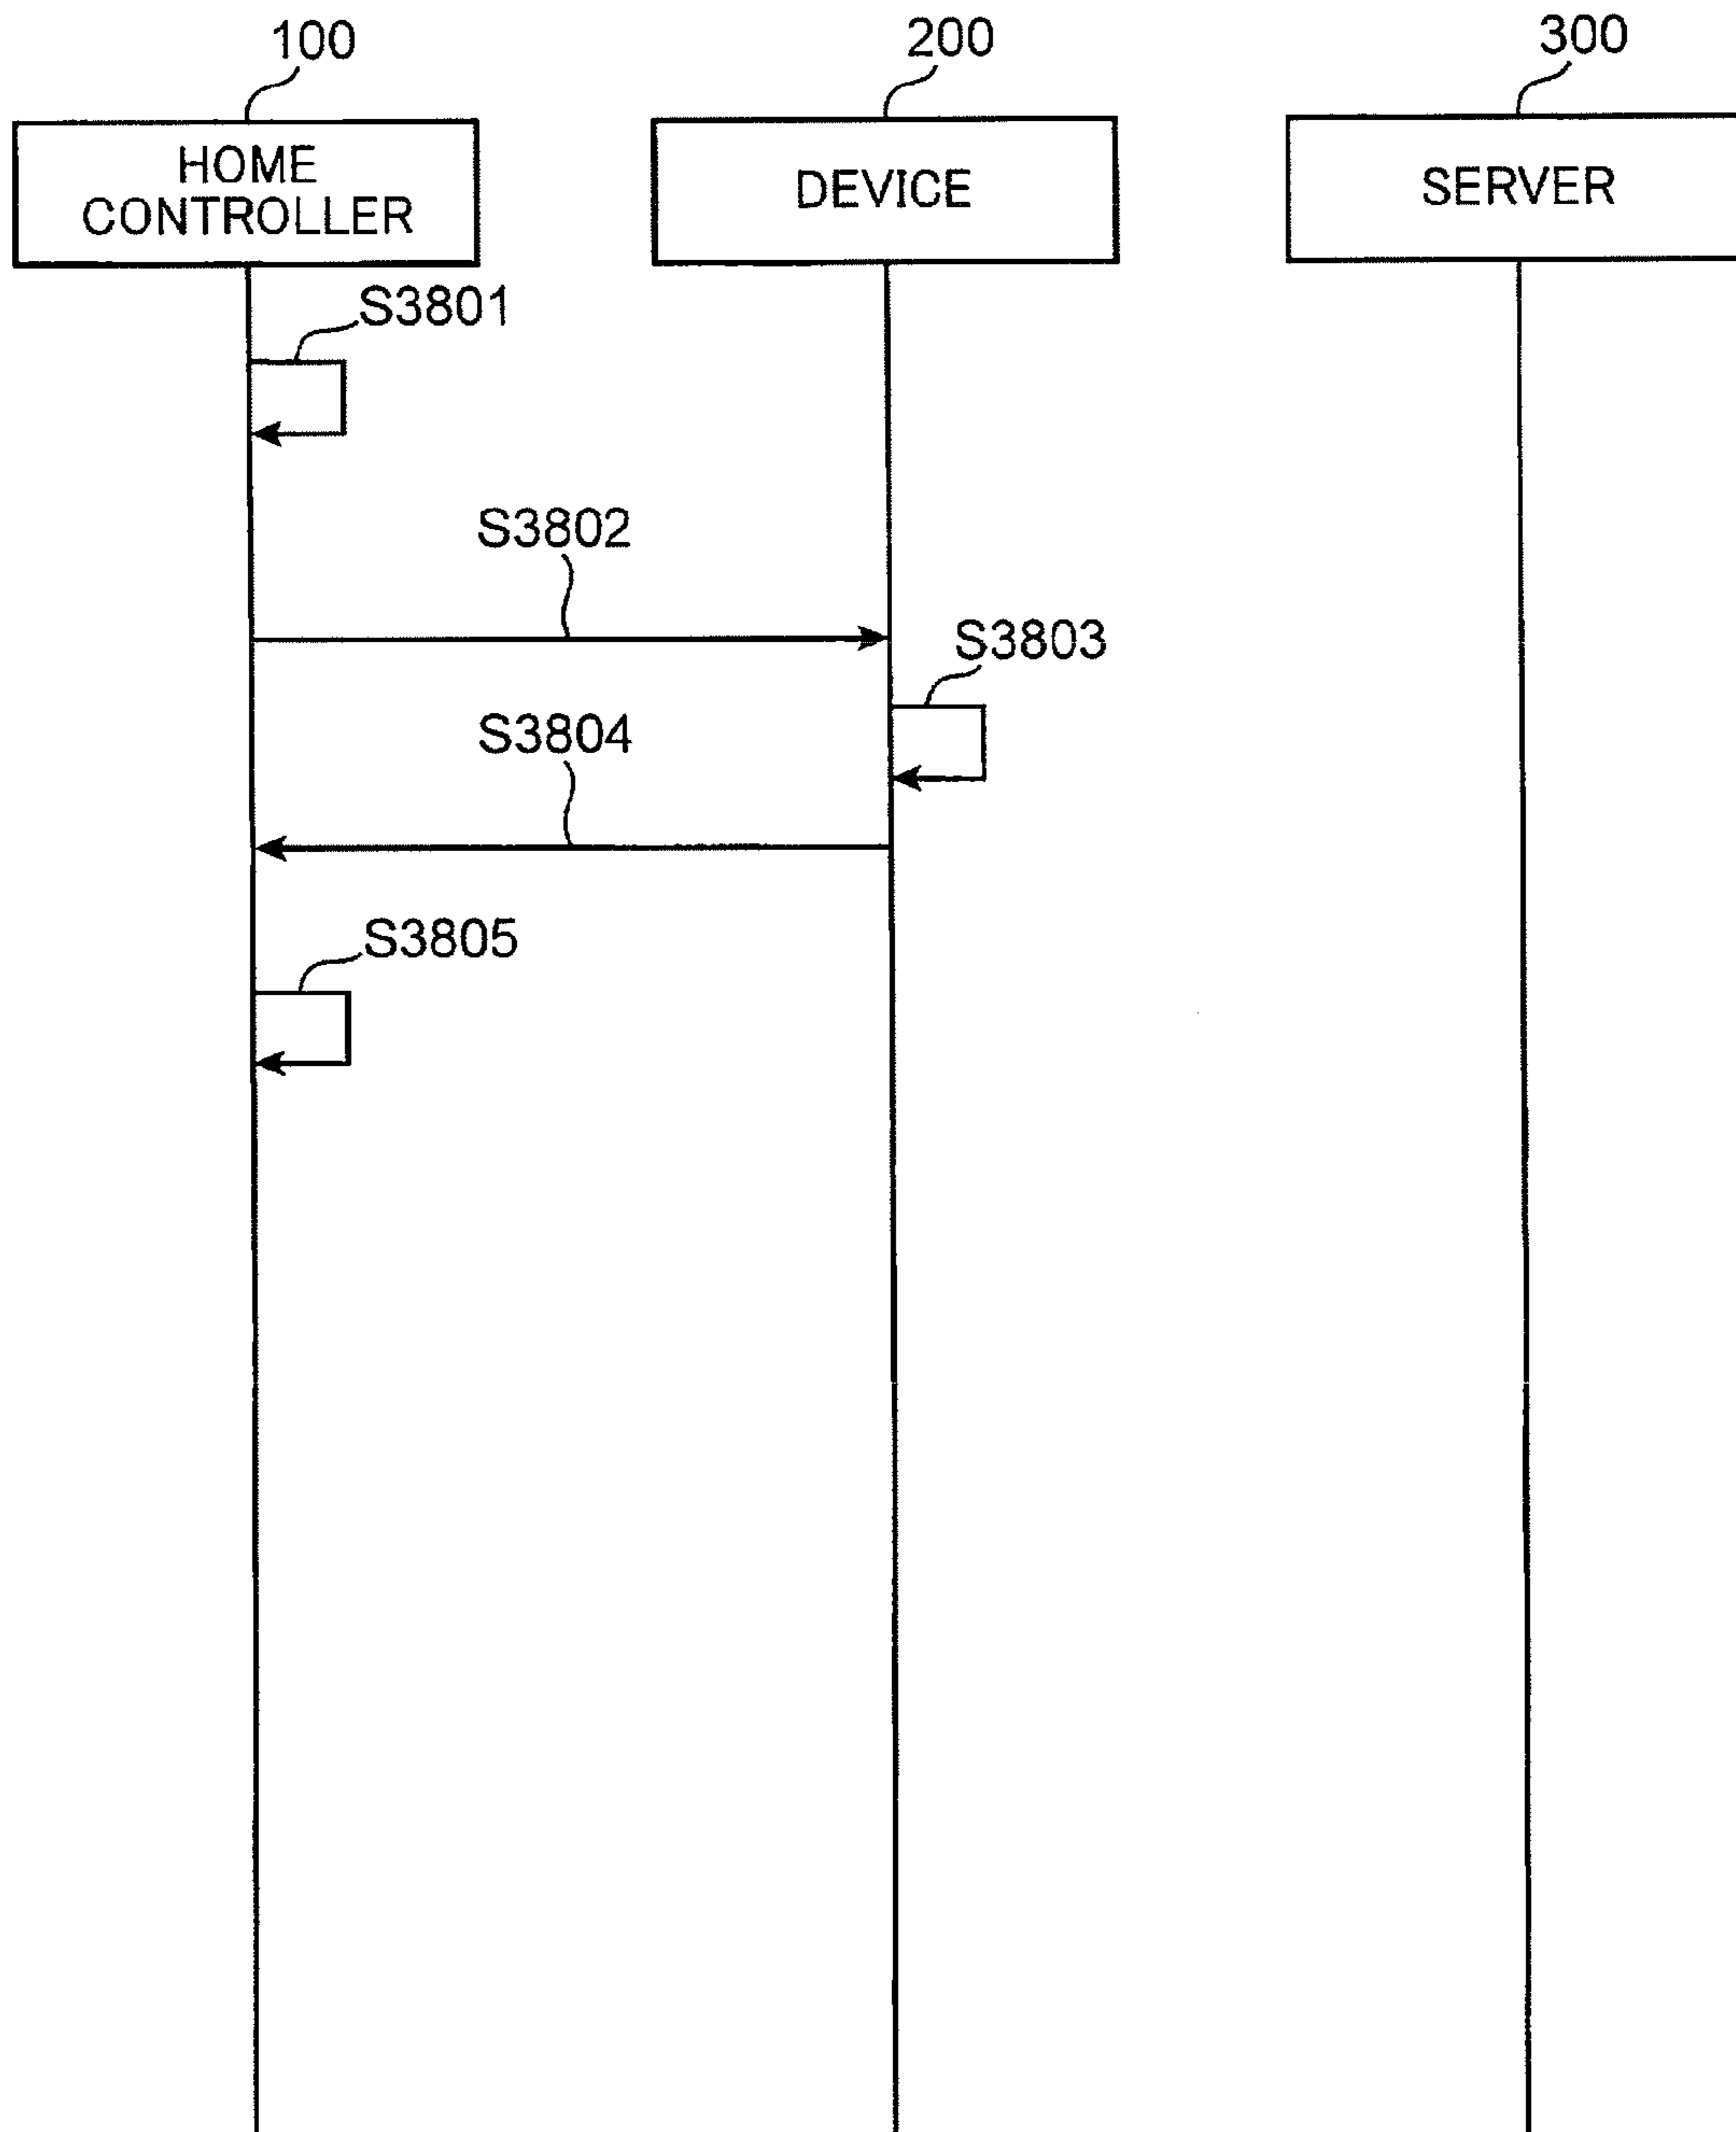 100
200
300
HOME
CONTROLLER
DEVICE
SERVER
S3801
S3802
S3803
S3804
S3805